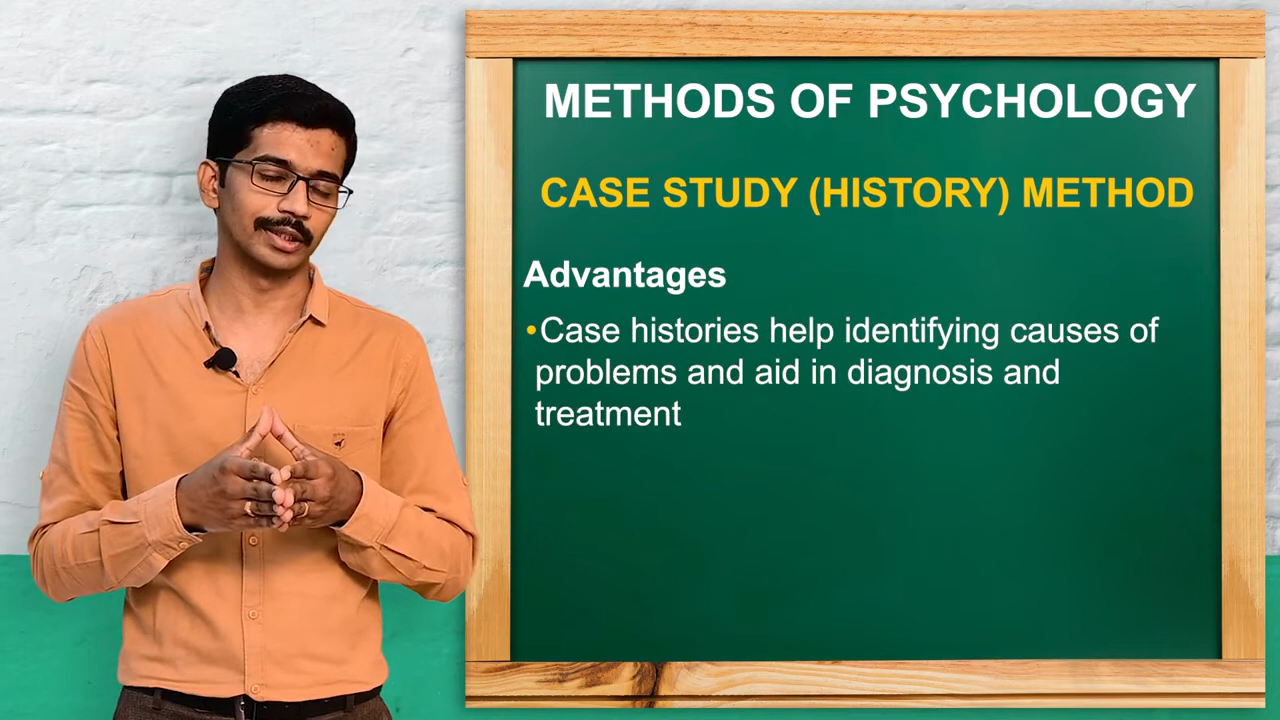 METHODS OF PSYCHOLOGY
CASE STUDY (HISTORY) METHOD
Advantages
•Case histories help identifying causes of
problems and aid in diagnosis and
treatment